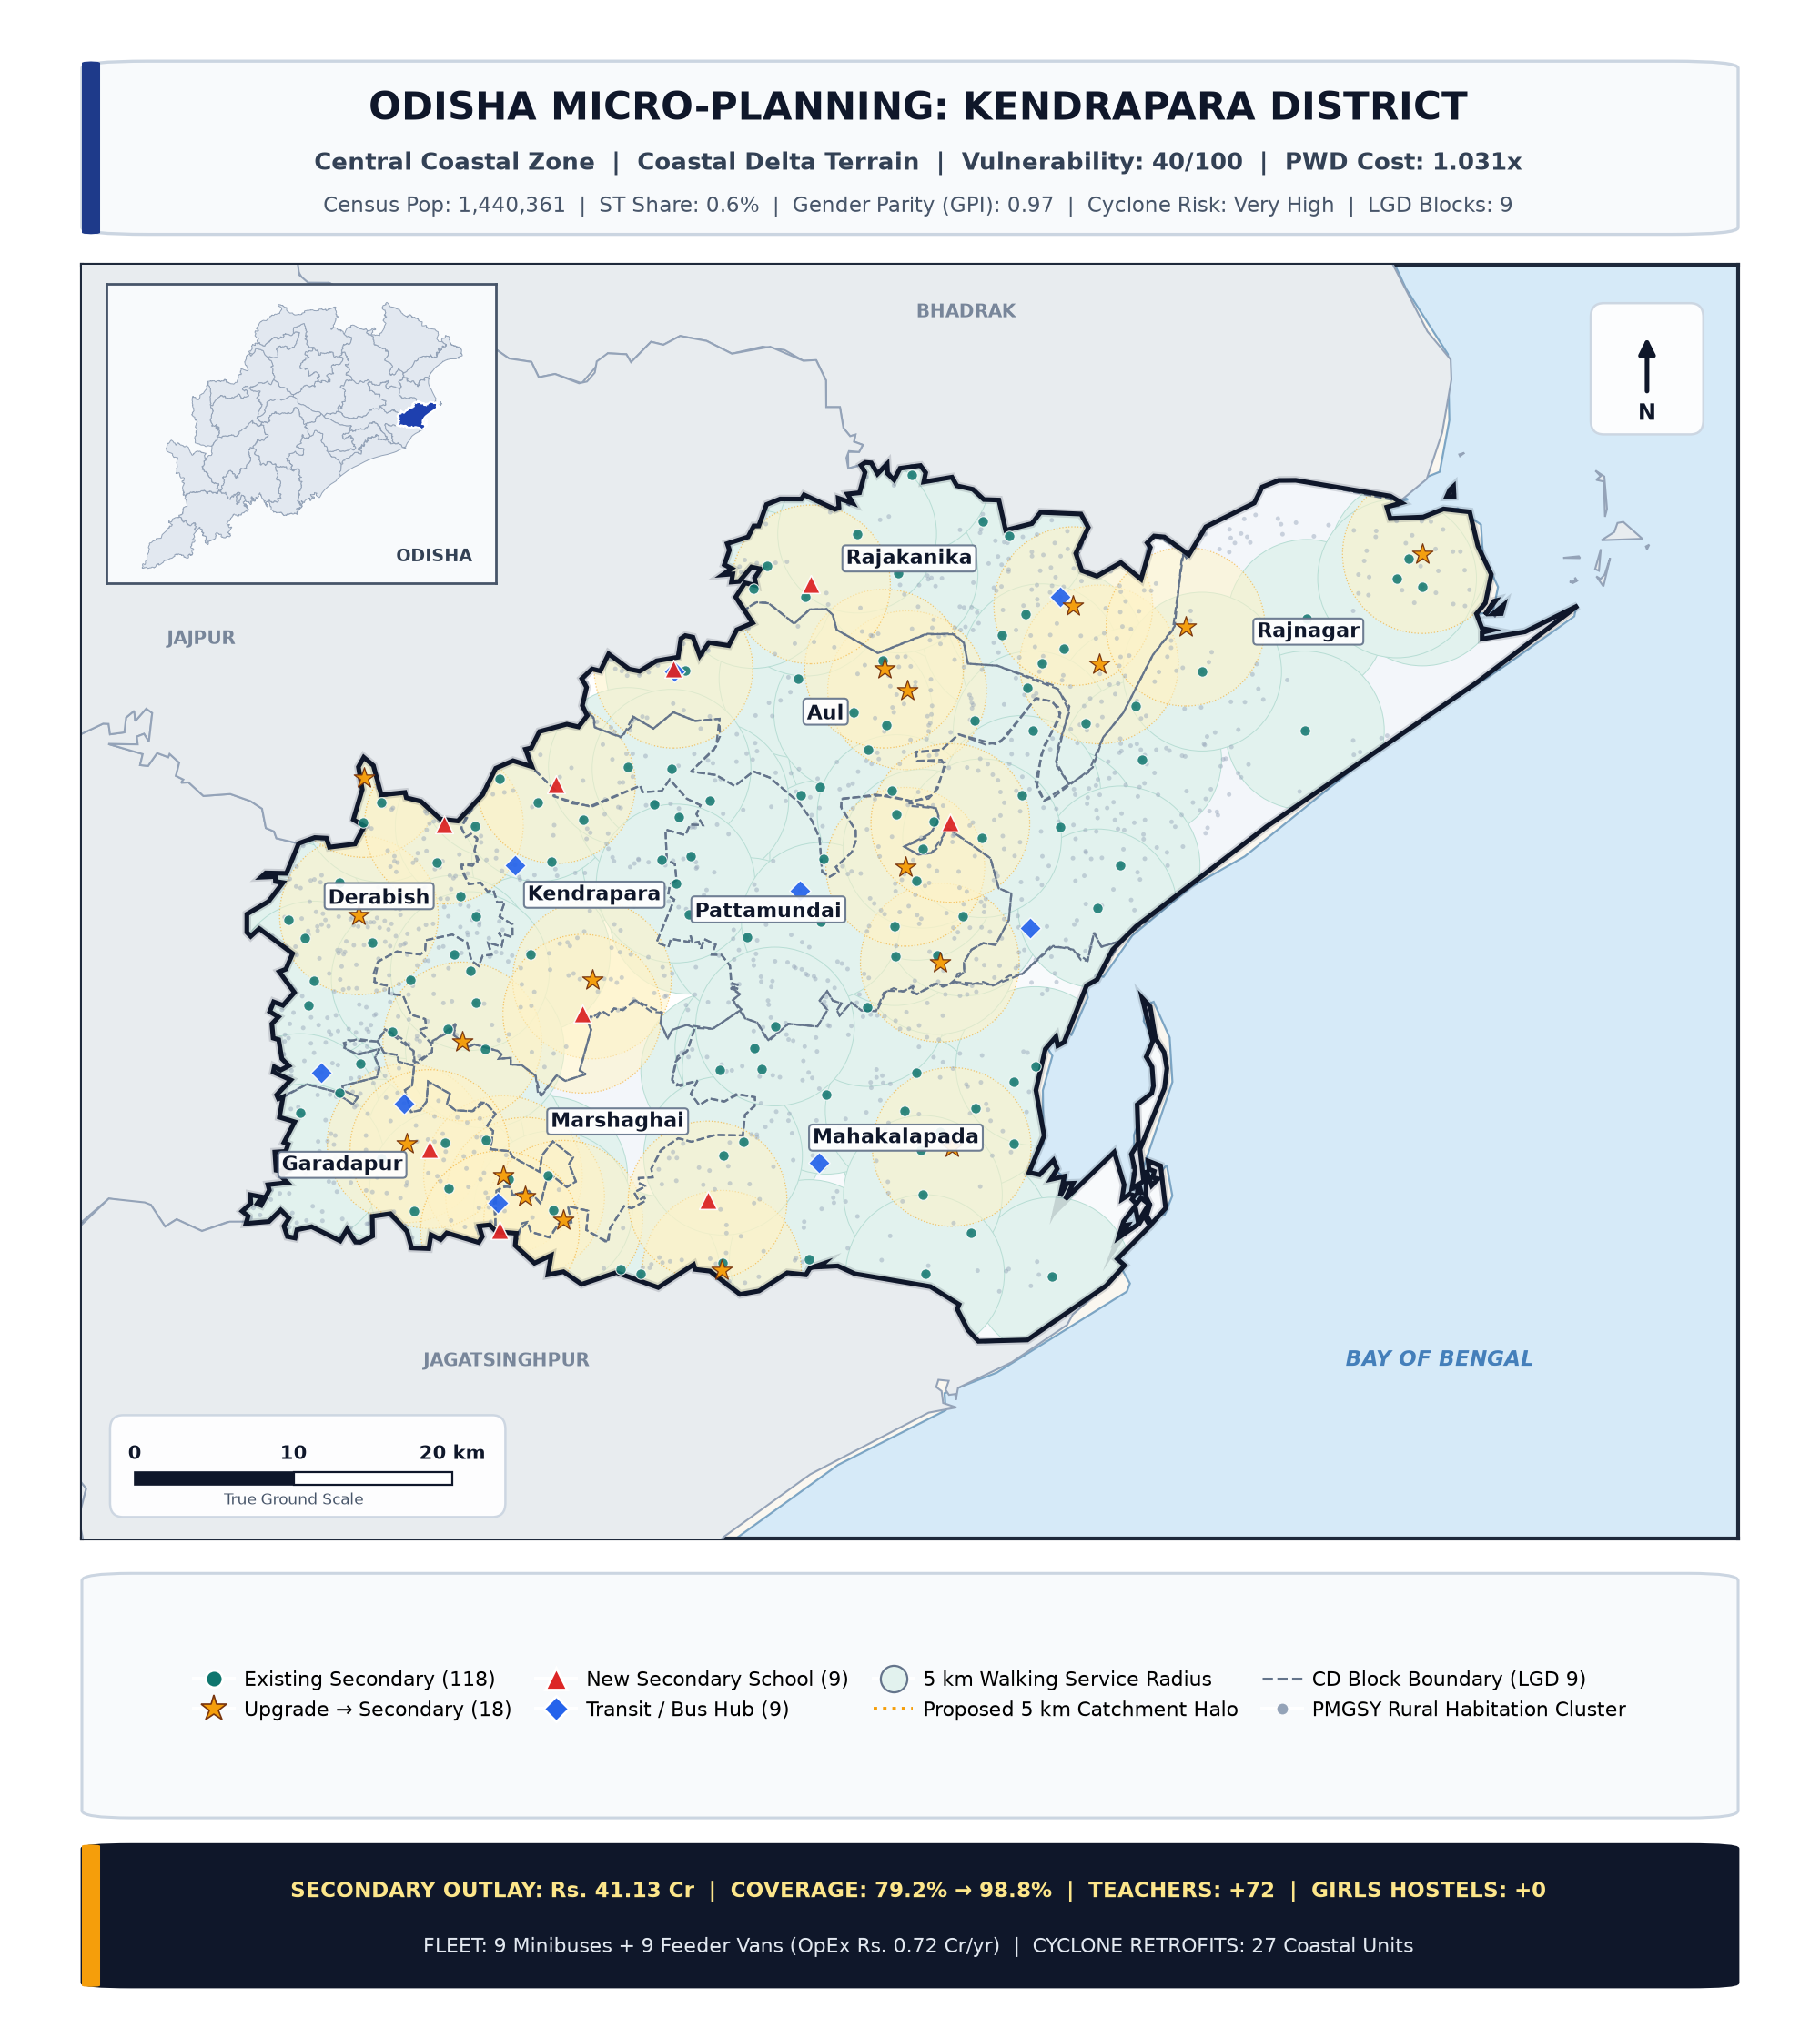 ODISHA MICRO-PLANNING: KENDRAPARA DISTRICT
Central Coastal Zone | Coastal Delta Terrain | Vulnerability: 40/100 | PWD Cost: 1.031x
Census Pop: 1,440,361 | ST Share: 0.6% | Gender Parity (GPI): 0.97 | Cyclone Risk: Very High | LGD Blocks: 9
BHADRAK
N
ODISHA
Rajakanika
JAJPUR
Rajnagar
Aul
Derabish
Kendrapara
Pattamundai
Marshaghai
Mahakalapada
Garadapur
JAGATSINGHPUR
BAY OF BENGAL
0 10 20 km
True Ground Scale
Existing Secondary (118)
Upgrade → Secondary (18)
New Secondary School (9)
Transit / Bus Hub (9)
5 km Walking Service Radius
Proposed 5 km Catchment Halo
CD Block Boundary (LGD 9)
PMGSY Rural Habitation Cluster
SECONDARY OUTLAY: Rs. 41.13 Cr | COVERAGE: 79.2% → 98.8% | TEACHERS: +72 | GIRLS HOSTELS: +0
FLEET: 9 Minibuses + 9 Feeder Vans (OpEx Rs. 0.72 Cr/yr) | CYCLONE RETROFITS: 27 Coastal Units